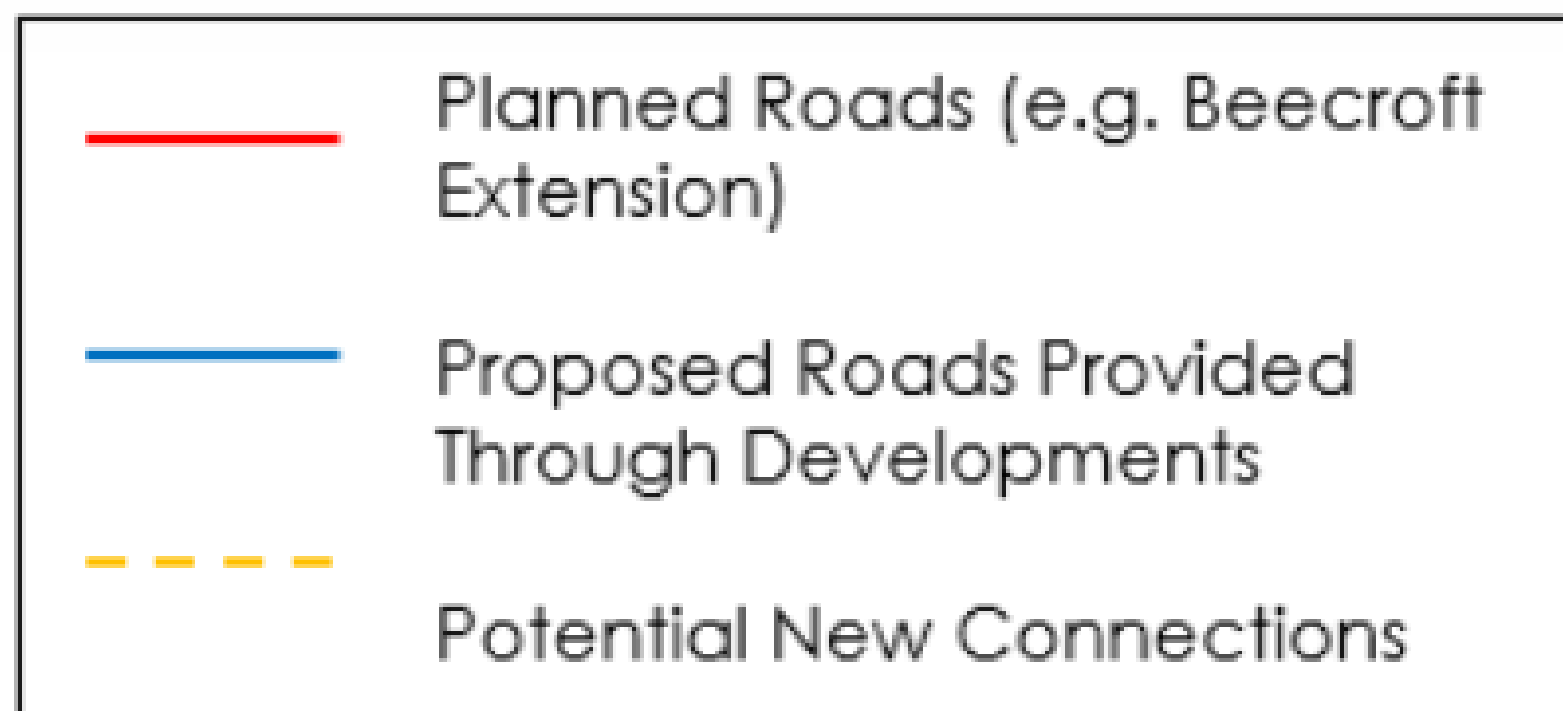 Planned Roads (e.g. Beecroft
Extension)
Proposed Roads Provided
Through Developments
Potential New Connections